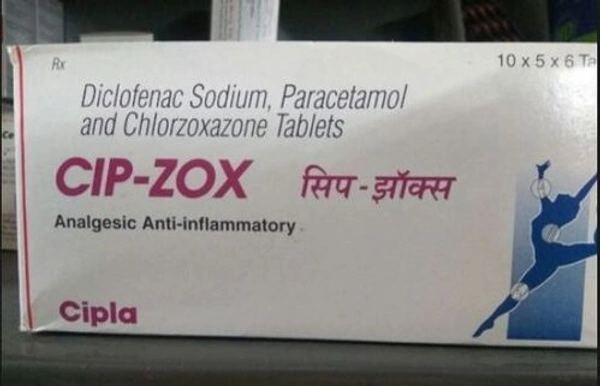 Rx
10 x 5 x 6 Ta
Diclofenac Sodium, Paracetamol
and Chlorzoxazone Tablets
CIP-ZOX सिप-झॉक्स
Analgesic Anti-inflammatory
Cipla